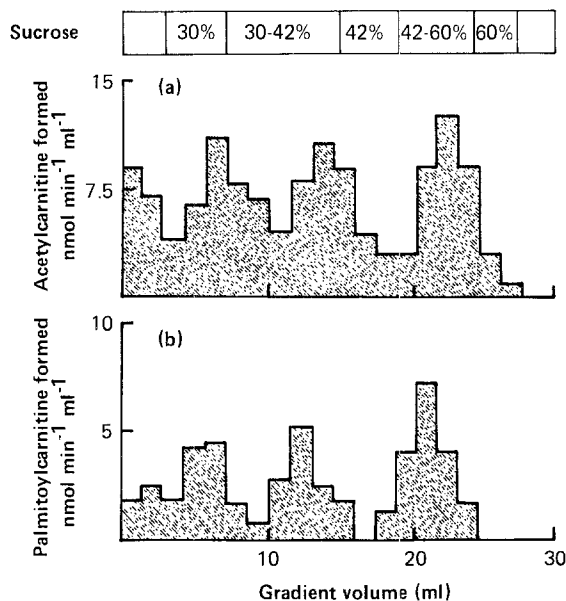 Sucrose 30% 30-42% 42% 42-60% 60%
(a)
15
7.5
Acetylcarnitine formed
nmol min⁻¹ ml⁻¹
(b)
10
5
Palmitoylcarnitine formed
nmol min⁻¹ ml⁻¹
10 20 30
Gradient volume (ml)